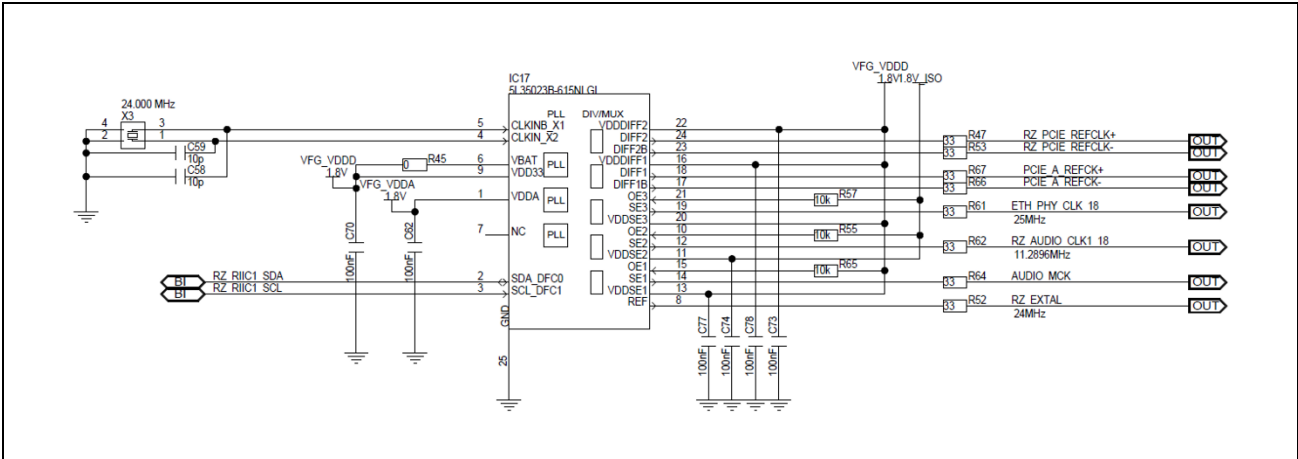 IC17
5L35023B-615NLGI
24.000 MHz
X3
4
3
2
1
C59
10p
C58
10p
VFG_VDDD
1.8V
VFG_VDDA
1.8V
0
R45
C70
100nF
C62
100nF
BI
RZ_RIIC1_SDA
BI
RZ_RIIC1_SCL
PLL
DIV/MUX
PLL
PLL
PLL
5
CLKINB_X1
4
CLKIN_X2
6
VBAT
9
VDD33
1
VDDA
7
NC
2
SDA_DFC0
3
SCL_DFC1
GND
25
VDDDIFF2
22
DIFF2
24
DIFF2B
23
VDDDIFF1
16
DIFF1
18
DIFF1B
17
OE3
21
SE3
19
VDDSE3
20
OE2
10
SE2
12
VDDSE2
11
OE1
15
SE1
14
VDDSE1
13
REF
8
VFG_VDDD
1.8V
1.8V_ISO
10k
R57
10k
R55
10k
R65
C77
100nF
C74
100nF
C78
100nF
C73
100nF
33
R47
RZ_PCIE_REFCLK+
OUT
33
R53
RZ_PCIE_REFCLK-
OUT
33
R67
PCIE_A_REFCK+
OUT
33
R66
PCIE_A_REFCK-
OUT
33
R61
ETH_PHY_CLK_18
25MHz
OUT
33
R62
RZ_AUDIO_CLK1_18
11.2896MHz
OUT
33
R64
AUDIO_MCK
OUT
33
R52
RZ_EXTAL
24MHz
OUT